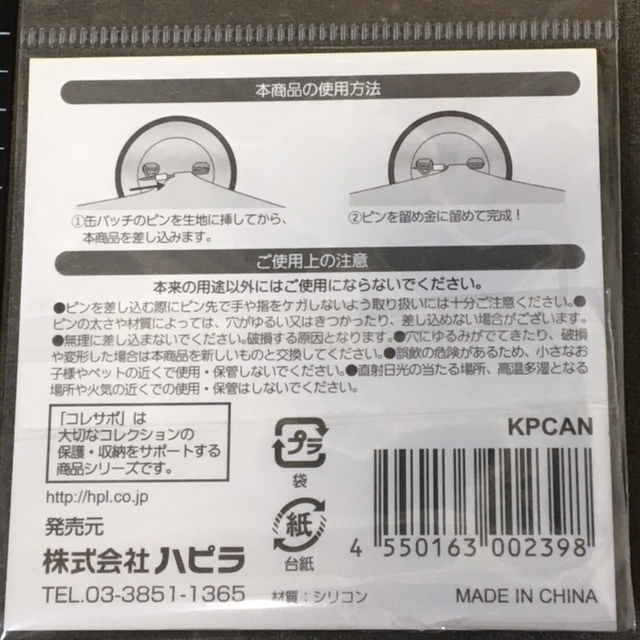 本商品の使用方法
①缶バッチのピンを生地に挿してから、
本商品を差し込みます。
②ピンを留め金に留めて完成！
ご使用上の注意
本来の用途以外にはご使用にならないでください。
●ピンを差し込む際にピン先で手や指をケガしないよう取り扱いには十分ご注意ください。●
ピンの太さや材質によっては、穴がゆるい又はきつかったり、差し込めない場合がございます。
●無理に差し込まないでください。破損する原因となります。●穴にゆるみがでてきたり、破損
や変形した場合は本商品を新しいものと交換してください。●誤飲の危険があるため、小さなお
子様やペットの近くで使用・保管しないでください。●直射日光の当たる場所、高温多湿となる
場所や火気の近くでの使用・保管はしないでください。
「コレサポ」は
大切なコレクションの
保護・収納をサポートする
商品シリーズです。
http://hpl.co.jp
発売元
株式会社ハピラ
TEL.03-3851-1365
プラ
袋
紙
台紙
材質：シリコン
KPCAN
4 550163 002398
MADE IN CHINA